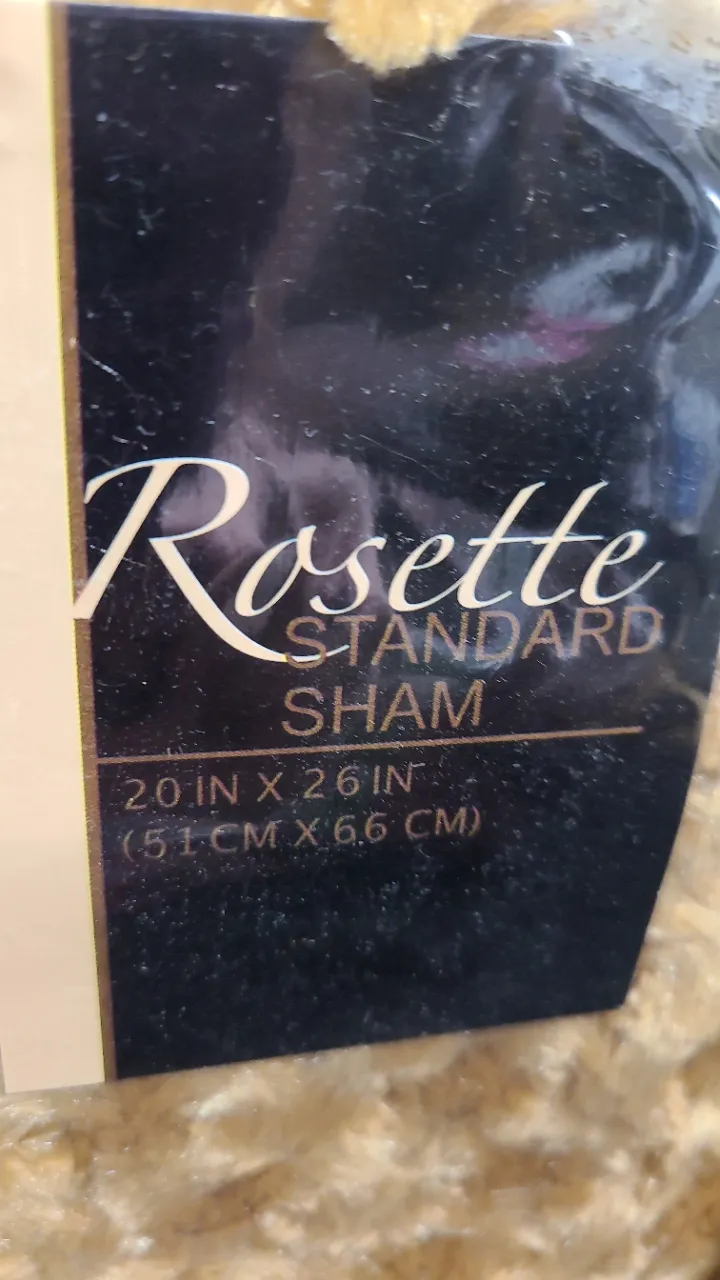 Rosette
STANDARD
SHAM
20 IN X 26 IN
(51 CM X 66 CM)